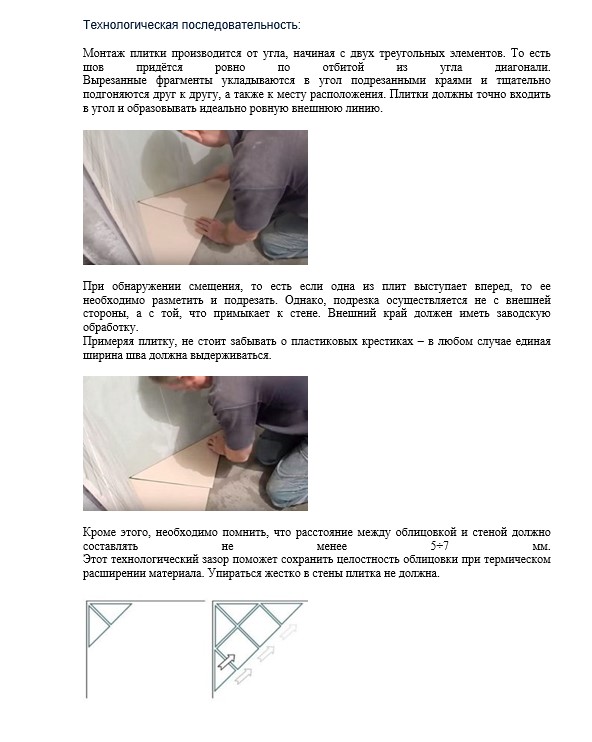 Технологическая последовательность:
Монтаж плитки производится от угла, начиная с двух треугольных элементов. То есть
шов придётся ровно по отбитой из угла диагонали.
Вырезанные фрагменты укладываются в угол подрезанными краями и тщательно
подгоняются друг к другу, а также к месту расположения. Плитки должны точно входить
в угол и образовывать идеально ровную внешнюю линию.
При обнаружении смещения, то есть если одна из плит выступает вперед, то ее
необходимо разметить и подрезать. Однако, подрезка осуществляется не с внешней
стороны, а с той, что примыкает к стене. Внешний край должен иметь заводскую
обработку.
Примеряя плитку, не стоит забывать о пластиковых крестиках – в любом случае единая
ширина шва должна выдерживаться.
Кроме этого, необходимо помнить, что расстояние между облицовкой и стеной должно
составлять не менее 5÷7 мм.
Этот технологический зазор поможет сохранить целостность облицовки при термическом
расширении материала. Упираться жестко в стены плитка не должна.